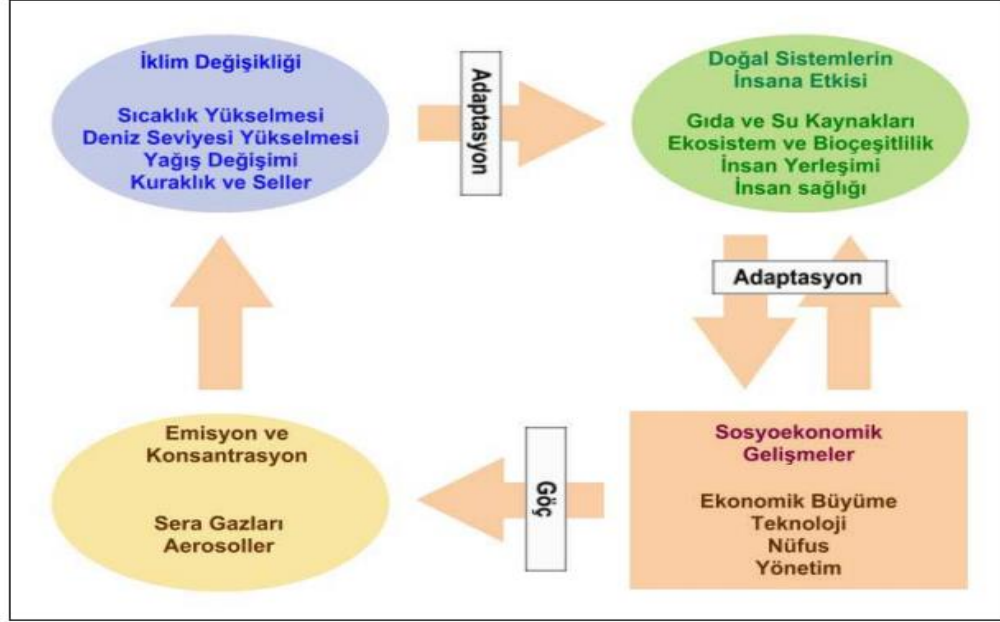 İklim Değişikliği
Sıcaklık Yükselmesi
Deniz Seviyesi Yükselmesi
Yağış Değişimi
Kuraklık ve Seller
Adaptasyon
Doğal Sistemlerin
İnsana Etkisi
Gıda ve Su Kaynakları
Ekosistem ve Bioçeşitlilik
İnsan Yerleşimi
İnsan sağlığı
Adaptasyon
Emisyon ve
Konsantrasyon
Sera Gazları
Aerosoller
Göç
Sosyoekonomik
Gelişmeler
Ekonomik Büyüme
Teknoloji
Nüfus
Yönetim